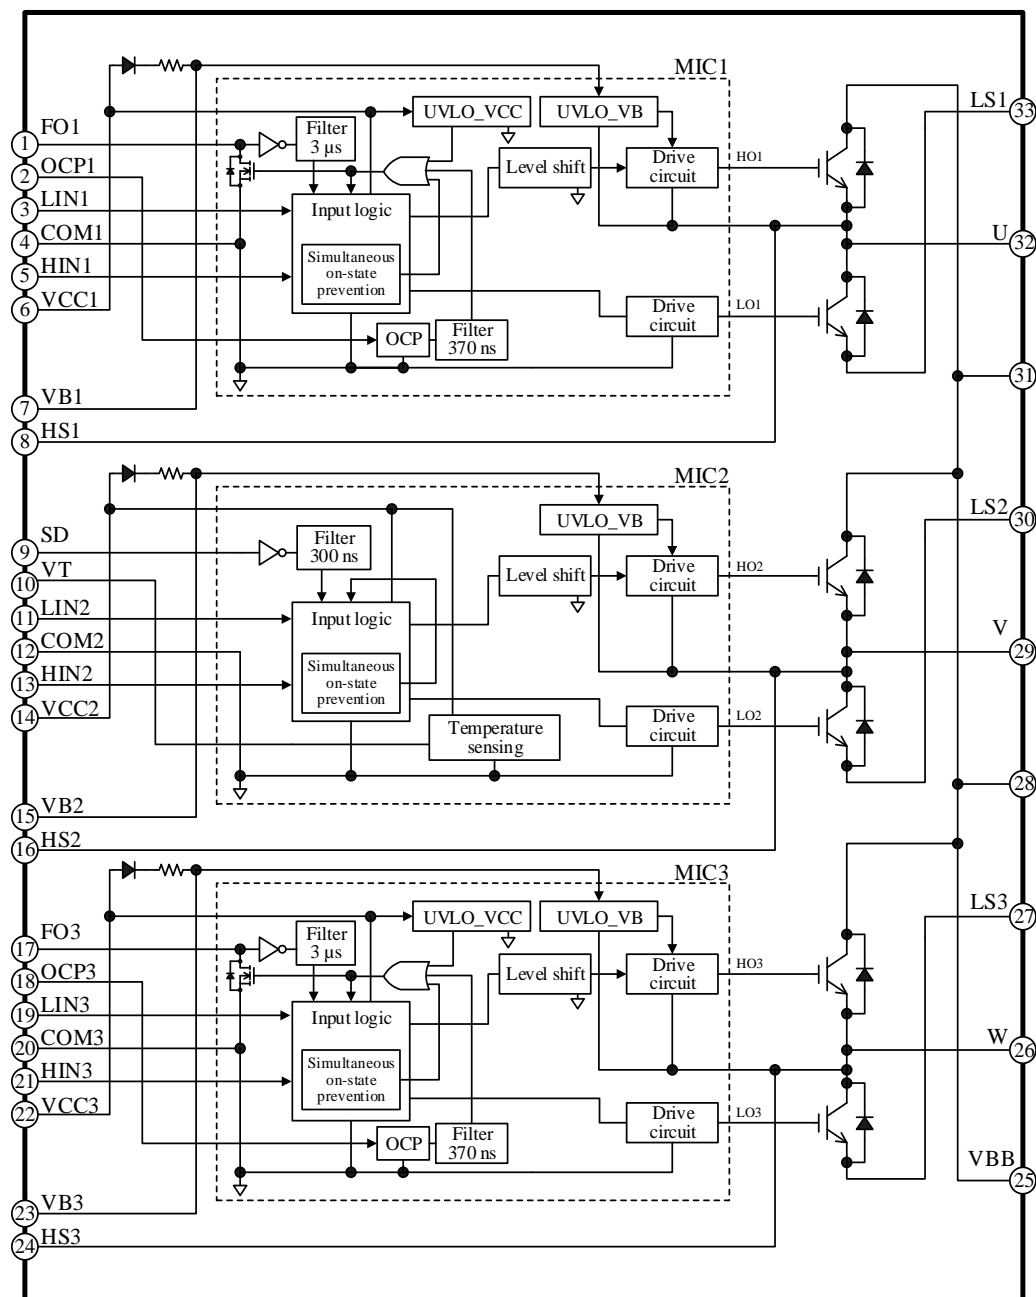 MIC1
UVLO_VCC
UVLO_VB
LS1
33
FO1
1
Filter
3 µs
OCP1
2
Level shift
Drive
circuit
HO1
LIN1
3
Input logic
COM1
4
U
32
HIN1
5
Simultaneous
on-state
prevention
VCC1
6
Drive
circuit
LO1
OCP
Filter
370 ns
31
VB1
7
HS1
8
MIC2
UVLO_VB
LS2
30
SD
9
Filter
300 ns
VT
10
Level shift
Drive
circuit
HO2
LIN2
11
Input logic
COM2
12
V
29
HIN2
13
Simultaneous
on-state
prevention
VCC2
14
Temperature
sensing
Drive
circuit
LO2
28
VB2
15
HS2
16
MIC3
UVLO_VCC
UVLO_VB
LS3
27
FO3
17
Filter
3 µs
OCP3
18
Level shift
Drive
circuit
HO3
LIN3
19
Input logic
COM3
20
W
26
HIN3
21
Simultaneous
on-state
prevention
VCC3
22
Drive
circuit
LO3
OCP
Filter
370 ns
VBB
25
VB3
23
HS3
24